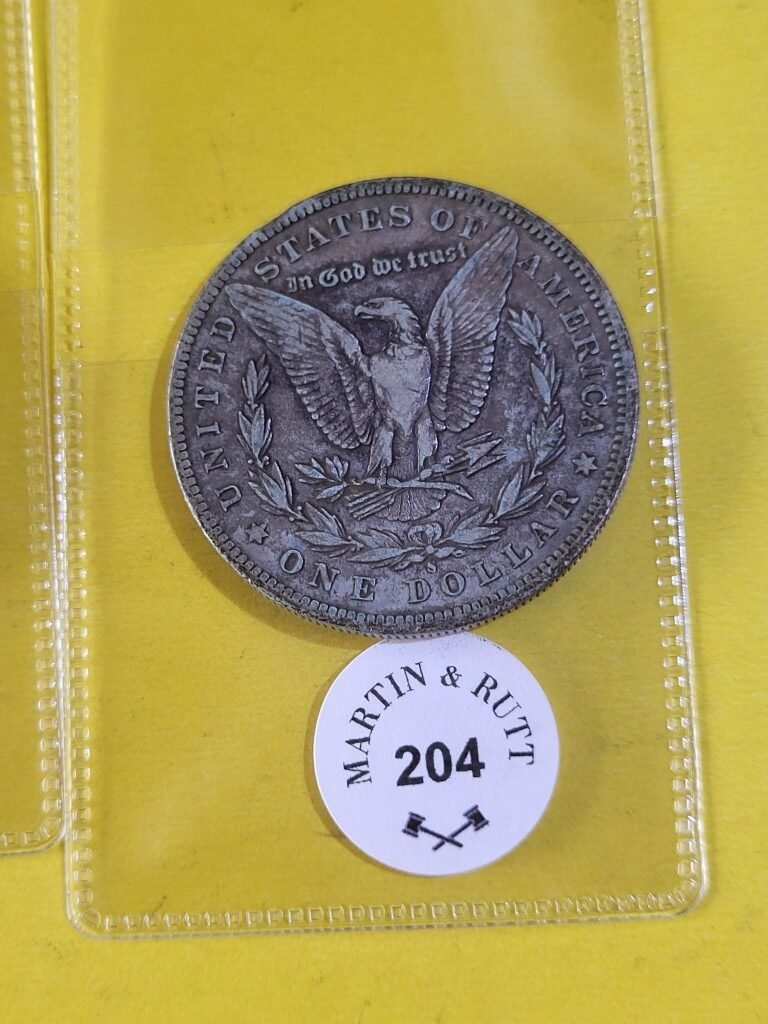 UNITED STATES OF AMERICA
In God we trust
S
ONE DOLLAR
MARTIN & RUTT
204